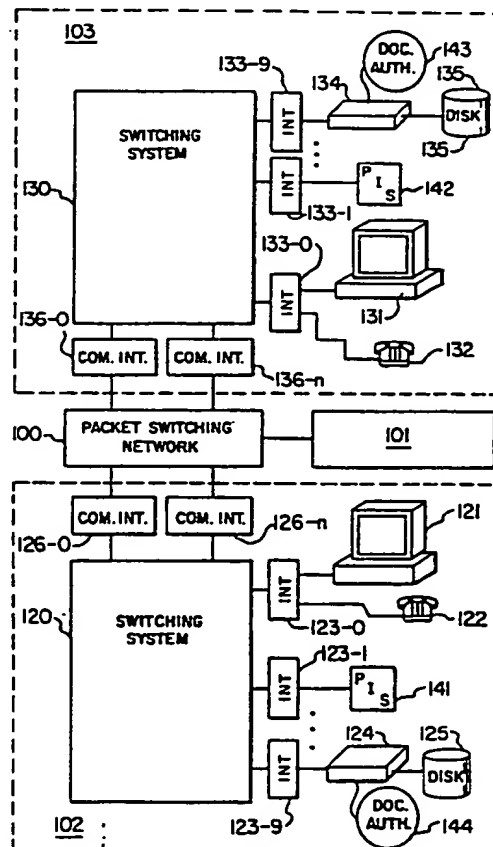 103
DOC.
AUTH.
143
133-9
134
135
INT
DISK
135
SWITCHING
SYSTEM
130
INT
P I S
142
133-1
133-0
INT
131
136-0
COM. INT.
COM. INT.
136-n
132
100
PACKET SWITCHING
NETWORK
101
COM. INT.
COM. INT.
121
126-0
126-n
120
SWITCHING
SYSTEM
INT
123-0
122
123-1
INT
P I S
141
124
125
INT
DISK
123-9
DOC.
AUTH.
144
102